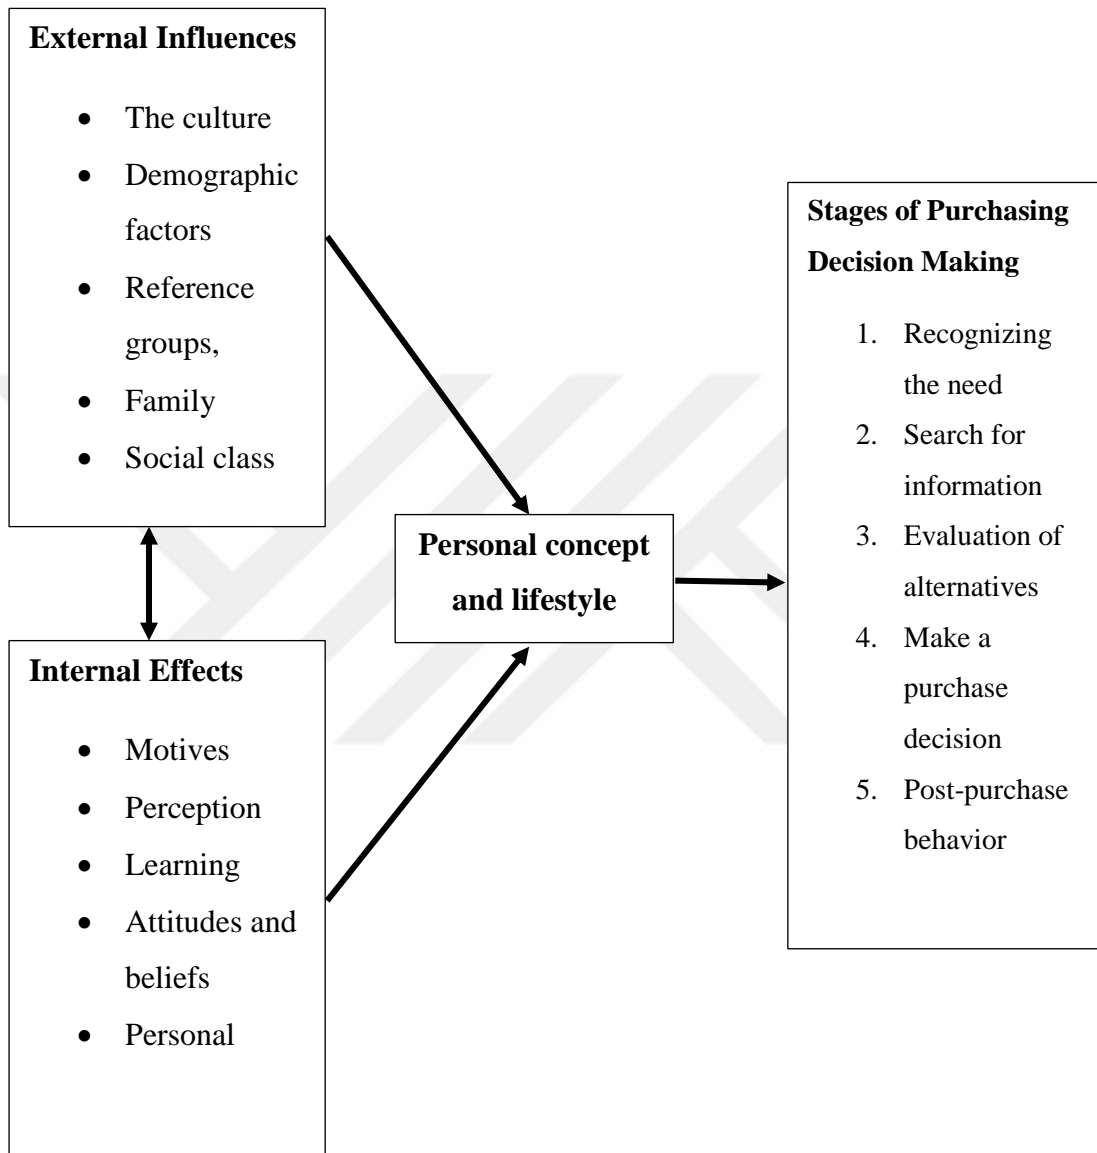 External Influences
• The culture
• Demographic
factors
• Reference
groups,
• Family
• Social class
Internal Effects
• Motives
• Perception
• Learning
• Attitudes and
beliefs
• Personal
Personal concept
and lifestyle
Stages of Purchasing
Decision Making
1. Recognizing
the need
2. Search for
information
3. Evaluation of
alternatives
4. Make a
purchase
decision
5. Post-purchase
behavior